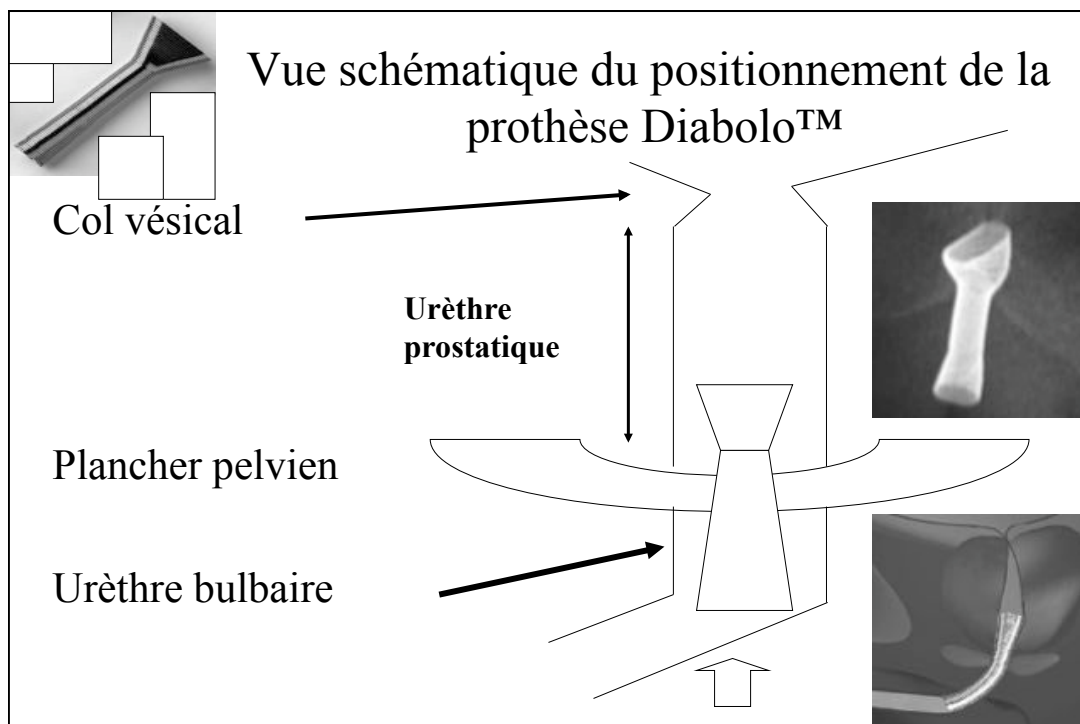 Vue schématique du positionnement de la
prothèse Diabolo™
Col vésical
Urèthre
prostatique
Plancher pelvien
Urèthre bulbaire